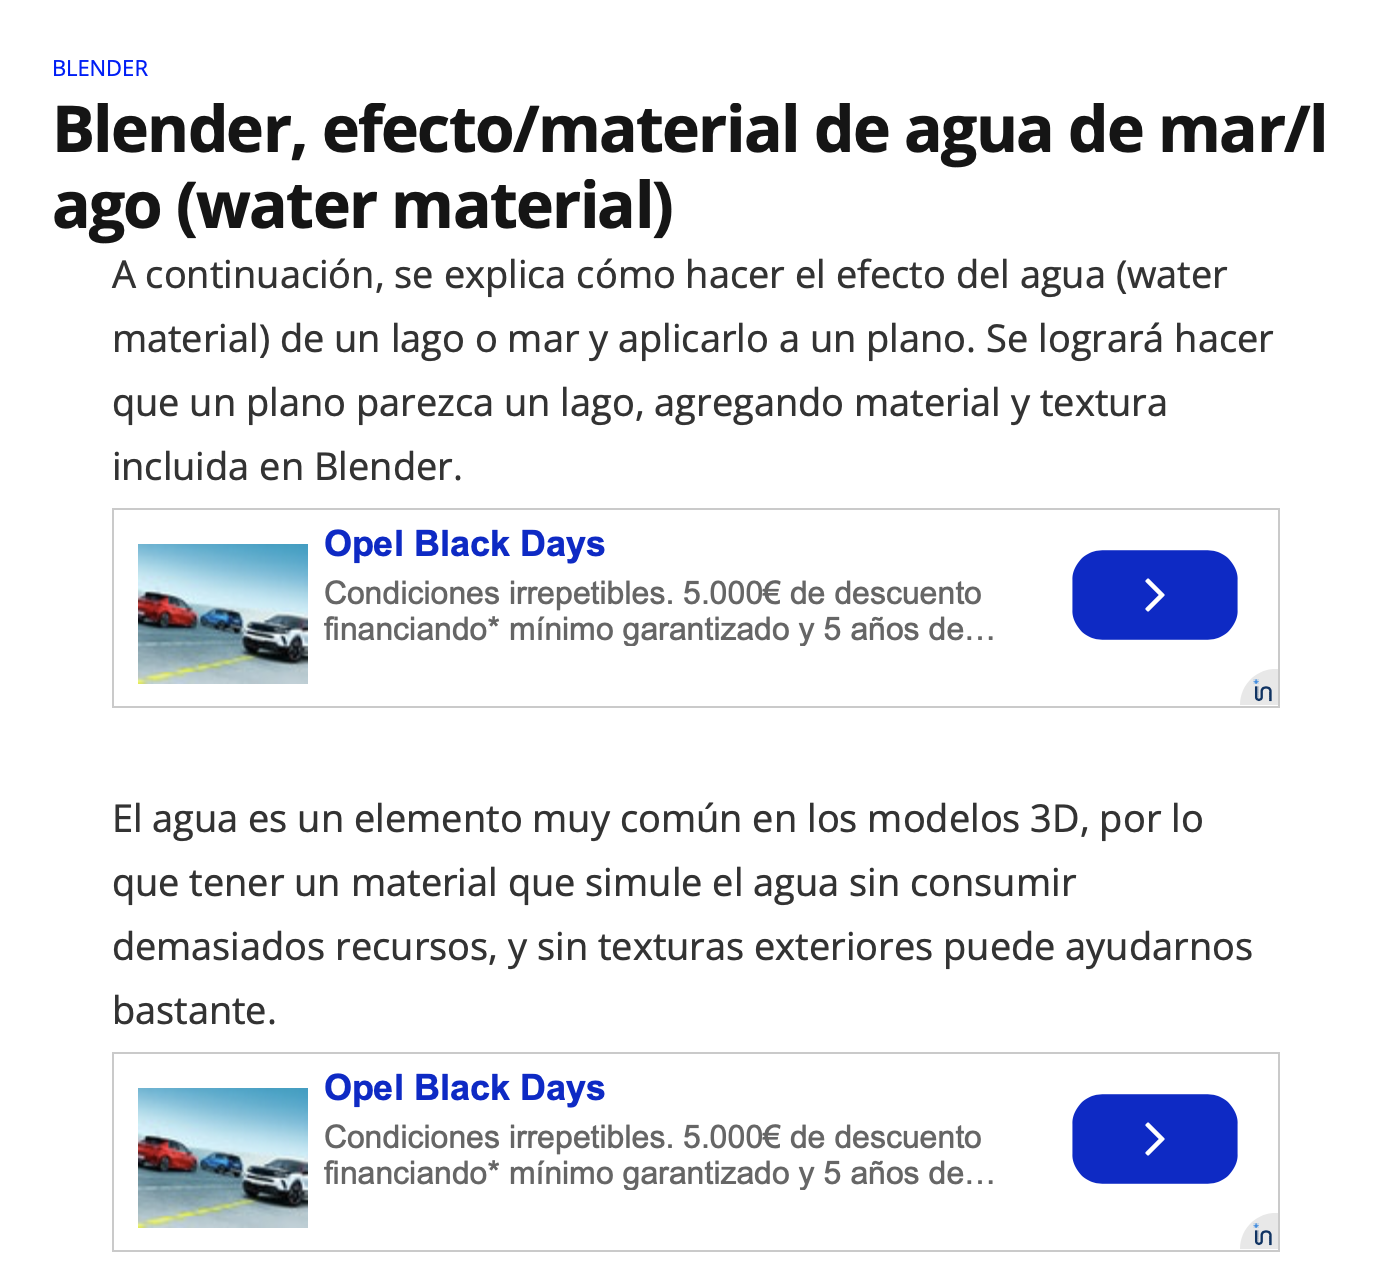 BLENDER
Blender, efecto/material de agua de mar/l
ago (water material)
A continuación, se explica cómo hacer el efecto del agua (water
material) de un lago o mar y aplicarlo a un plano. Se logrará hacer
que un plano parezca un lago, agregando material y textura
incluida en Blender.
Opel Black Days
Condiciones irrepetibles. 5.000€ de descuento
financiando* mínimo garantizado y 5 años de...
in
El agua es un elemento muy común en los modelos 3D, por lo
que tener un material que simule el agua sin consumir
demasiados recursos, y sin texturas exteriores puede ayudarnos
bastante.
Opel Black Days
Condiciones irrepetibles. 5.000€ de descuento
financiando* mínimo garantizado y 5 años de...
in